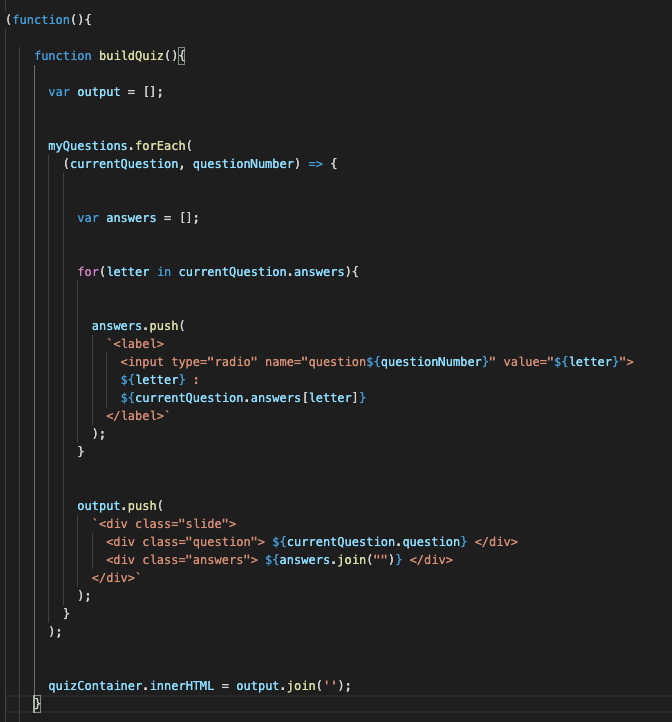 (function(){
function buildQuiz(){
var output = [];
myQuestions.forEach(
(currentQuestion, questionNumber) => {
var answers = [];
for(letter in currentQuestion.answers){
answers.push(
`<label>
<input type="radio" name="question${questionNumber}" value="${letter}">
${letter} :
${currentQuestion.answers[letter]}
</label>`
);
}
output.push(
`<div class="slide">
<div class="question"> ${currentQuestion.question} </div>
<div class="answers"> ${answers.join("")} </div>
</div>`
);
}
);
quizContainer.innerHTML = output.join('');
}